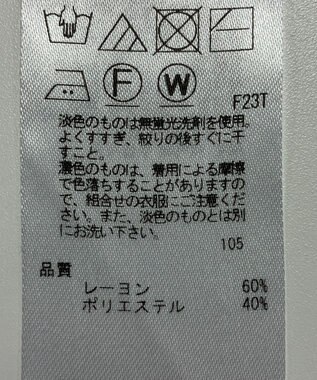 F W
F23T
淡色のものは無蛍光洗剤を使用。
よくすすぎ、絞りの後すぐに干
すこと。
濃色のものは、着用による摩擦
で色落ちすることがありますの
で、組合せの衣服にご注意くだ
さい。また、淡色のものとは別
にお洗い下さい。
105
品質
レーヨン 60%
ポリエステル 40%